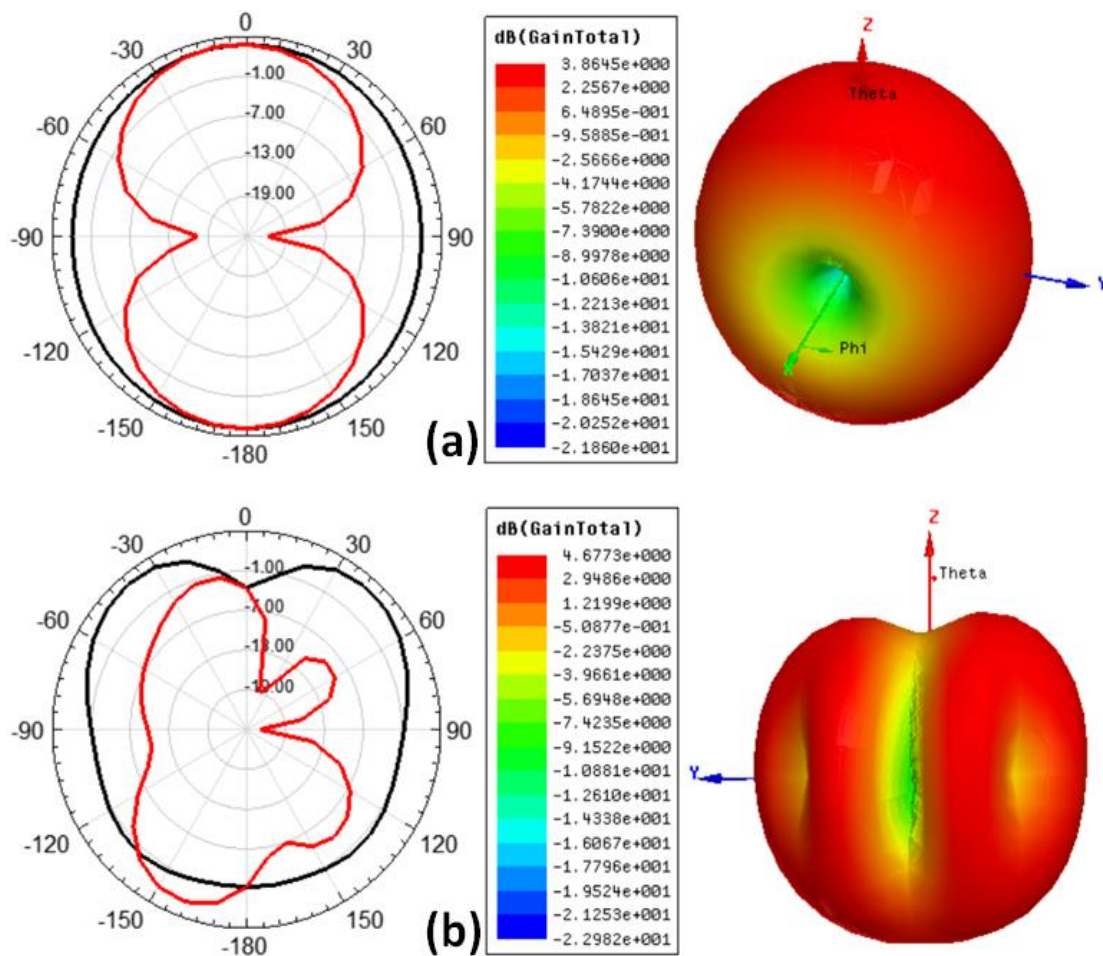 0
-30
30
-1.00
-60
60
-7.00
-13.00
-19.00
-90
90
-120
120
-150
150
-180
(a)
dB(GainTotal)
3.8645e+000
2.2567e+000
6.4895e-001
-9.5885e-001
-2.5666e+000
-4.1744e+000
-5.7822e+000
-7.3900e+000
-8.9978e+000
-1.0606e+001
-1.2213e+001
-1.3821e+001
-1.5429e+001
-1.7037e+001
-1.8645e+001
-2.0252e+001
-2.1860e+001
Z
Theta
Y
Phi
X
0
-30
30
-1.00
-60
60
-7.00
-90
90
-120
120
-150
150
-180
(b)
dB(GainTotal)
4.6773e+000
2.9486e+000
1.2199e+000
-5.0877e-001
-2.2375e+000
-3.9661e+000
-5.6948e+000
-7.4235e+000
-9.1522e+000
-1.0881e+001
-1.2610e+001
-1.4338e+001
-1.6067e+001
-1.7796e+001
-1.9524e+001
-2.1253e+001
-2.2982e+001
Z
Theta
Y